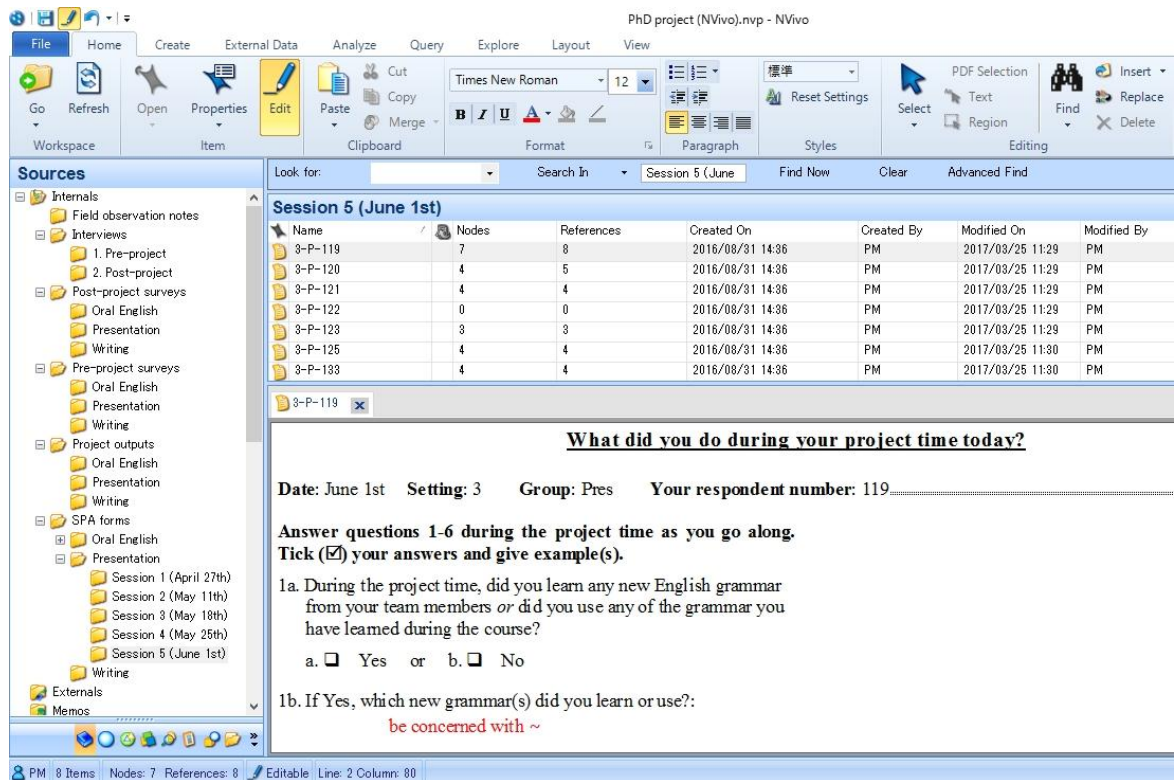 PhD project (NVivo).nvp - NVivo
File Home Create External Data Analyze Query Explore Layout View
Go Refresh Open Properties Edit Paste Cut Copy Merge
Times New Roman 12
B I U A
標準
Reset Settings
Select PDF Selection Text Region Find Insert Replace Delete
Workspace Item Clipboard Format Paragraph Styles Editing
Sources
Internals
Field observation notes
Interviews
1. Pre-project
2. Post-project
Post-project surveys
Oral English
Presentation
Writing
Pre-project surveys
Oral English
Presentation
Writing
Project outputs
Oral English
Presentation
Writing
SPA forms
Oral English
Presentation
Session 1 (April 27th)
Session 2 (May 11th)
Session 3 (May 18th)
Session 4 (May 25th)
Session 5 (June 1st)
Writing
Externals
Memos
Look for: Search In Session 5 (June Find Now Clear Advanced Find
Session 5 (June 1st)
Name Nodes References Created On Created By Modified On Modified By
3-P-119 7 8 2016/08/31 14:36 PM 2017/03/25 11:29 PM
3-P-120 4 5 2016/08/31 14:36 PM 2017/03/25 11:29 PM
3-P-121 4 4 2016/08/31 14:36 PM 2017/03/25 11:29 PM
3-P-122 0 0 2016/08/31 14:36 PM 2017/03/25 11:29 PM
3-P-123 3 3 2016/08/31 14:36 PM 2017/03/25 11:29 PM
3-P-125 4 4 2016/08/31 14:36 PM 2017/03/25 11:30 PM
3-P-133 4 4 2016/08/31 14:36 PM 2017/03/25 11:30 PM
3-P-119
What did you do during your project time today?
Date: June 1st Setting: 3 Group: Pres Your respondent number: 119
Answer questions 1-6 during the project time as you go along.
Tick (☑) your answers and give example(s).
1a. During the project time, did you learn any new English grammar
from your team members or did you use any of the grammar you
have learned during the course?
a. ❑ Yes or b. ❑ No
1b. If Yes, which new grammar(s) did you learn or use?:
be concerned with ~
PM 8 Items Nodes: 7 References: 8 Editable Line: 2 Column: 80